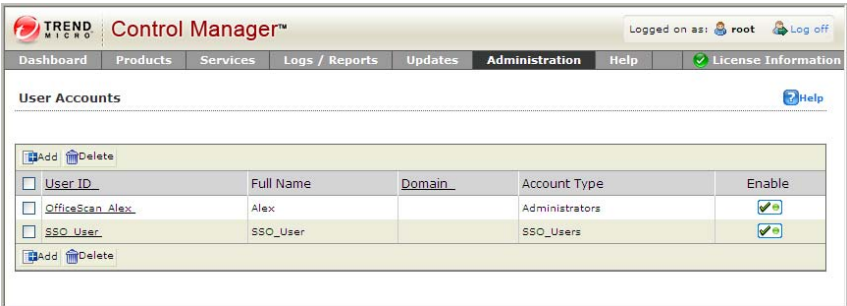 TREND MICRO Control Manager™ Logged on as: root Log off
Dashboard Products Services Logs / Reports Updates Administration Help License Information
User Accounts Help
Add Delete
User ID Full Name Domain Account Type Enable
OfficeScan_Alex Alex Administrators
SSO_User SSO_User SSO_Users
Add Delete